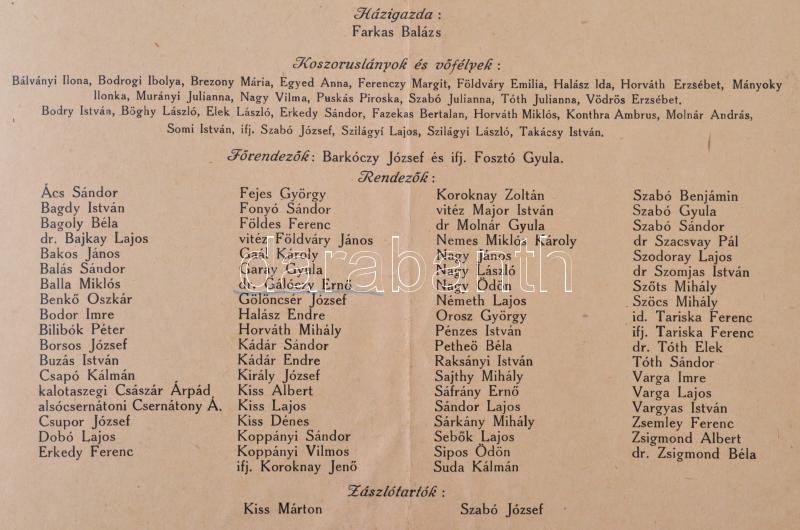 Házigazda :
Farkas Balázs
Koszoruslányok és vőfélyek :
Bálványi Ilona, Bodrogi Ibolya, Brezony Mária, Egyed Anna, Ferenczy Margit, Földváry Emilia, Halász Ida, Horváth Erzsébet, Mányoky
Ilonka, Murányi Julianna, Nagy Vilma, Puskás Piroska, Szabó Julianna, Tóth Julianna, Vödrös Erzsébet.
Bodry István, Bőghy László, Elek László, Erkedy Sándor, Fazekas Bertalan, Horváth Miklós, Konthra Ambrus, Molnár András,
Somi István, ifj. Szabó József, Szilágyi Lajos, Szilágyi László, Takácsy István.
Főrendezők: Barkóczy József és ifj. Fosztó Gyula.
Rendezők :
Ács Sándor
Bagdy István
Bagoly Béla
dr. Bajkay Lajos
Bakos János
Balás Sándor
Balla Miklós
Benkő Oszkár
Bodor Imre
Bilibók Péter
Borsos József
Buzás István
Csapó Kálmán
kalotaszegi Császár Árpád
alsócsernátoni Csernátony Á.
Csupor József
Dobó Lajos
Erkedy Ferenc
Fejes György
Fonyó Sándor
Földes Ferenc
vitéz Földváry János
Gaál Károly
Garay Gyula
dr. Gálóczy Ernő
Gölöncsér József
Halász Endre
Horváth Mihály
Kádár Sándor
Kádár Endre
Király József
Kiss Albert
Kiss Lajos
Kiss Dénes
Koppányi Sándor
Koppányi Vilmos
ifj. Koroknay Jenő
Koroknay Zoltán
vitéz Major István
dr Molnár Gyula
Nemes Miklós Károly
Nagy János
Nagy László
Nagy Ödön
Németh Lajos
Orosz György
Pénzes István
Petheö Béla
Raksányi István
Sajthy Mihály
Sáfrány Ernő
Sándor Lajos
Sárkány Mihály
Sebők Lajos
Sipos Ödön
Suda Kálmán
Szabó Benjámin
Szabó Gyula
Szabó Sándor
dr Szacsvay Pál
Szodoray Lajos
dr Szomjas István
Szőts Mihály
Szöcs Mihály
id. Tariska Ferenc
ifj. Tariska Ferenc
dr. Tóth Elek
Tóth Sándor
Varga Imre
Varga Lajos
Vargyas István
Zsemley Ferenc
Zsigmond Albert
dr. Zsigmond Béla
Zászlótartók :
Kiss Márton
Szabó József
darabanth